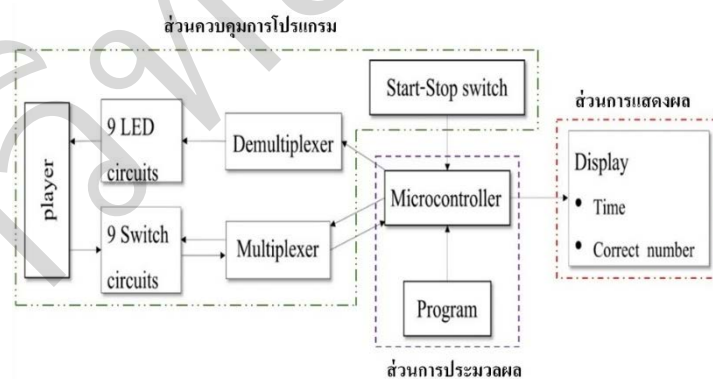 ส่วนควบคุมการโปรแกรม
Start-Stop switch
ส่วนการแสดงผล
player
9 LED
circuits
Demultiplexer
Microcontroller
Display
• Time
• Correct number
9 Switch
circuits
Multiplexer
Program
ส่วนการประมวลผล